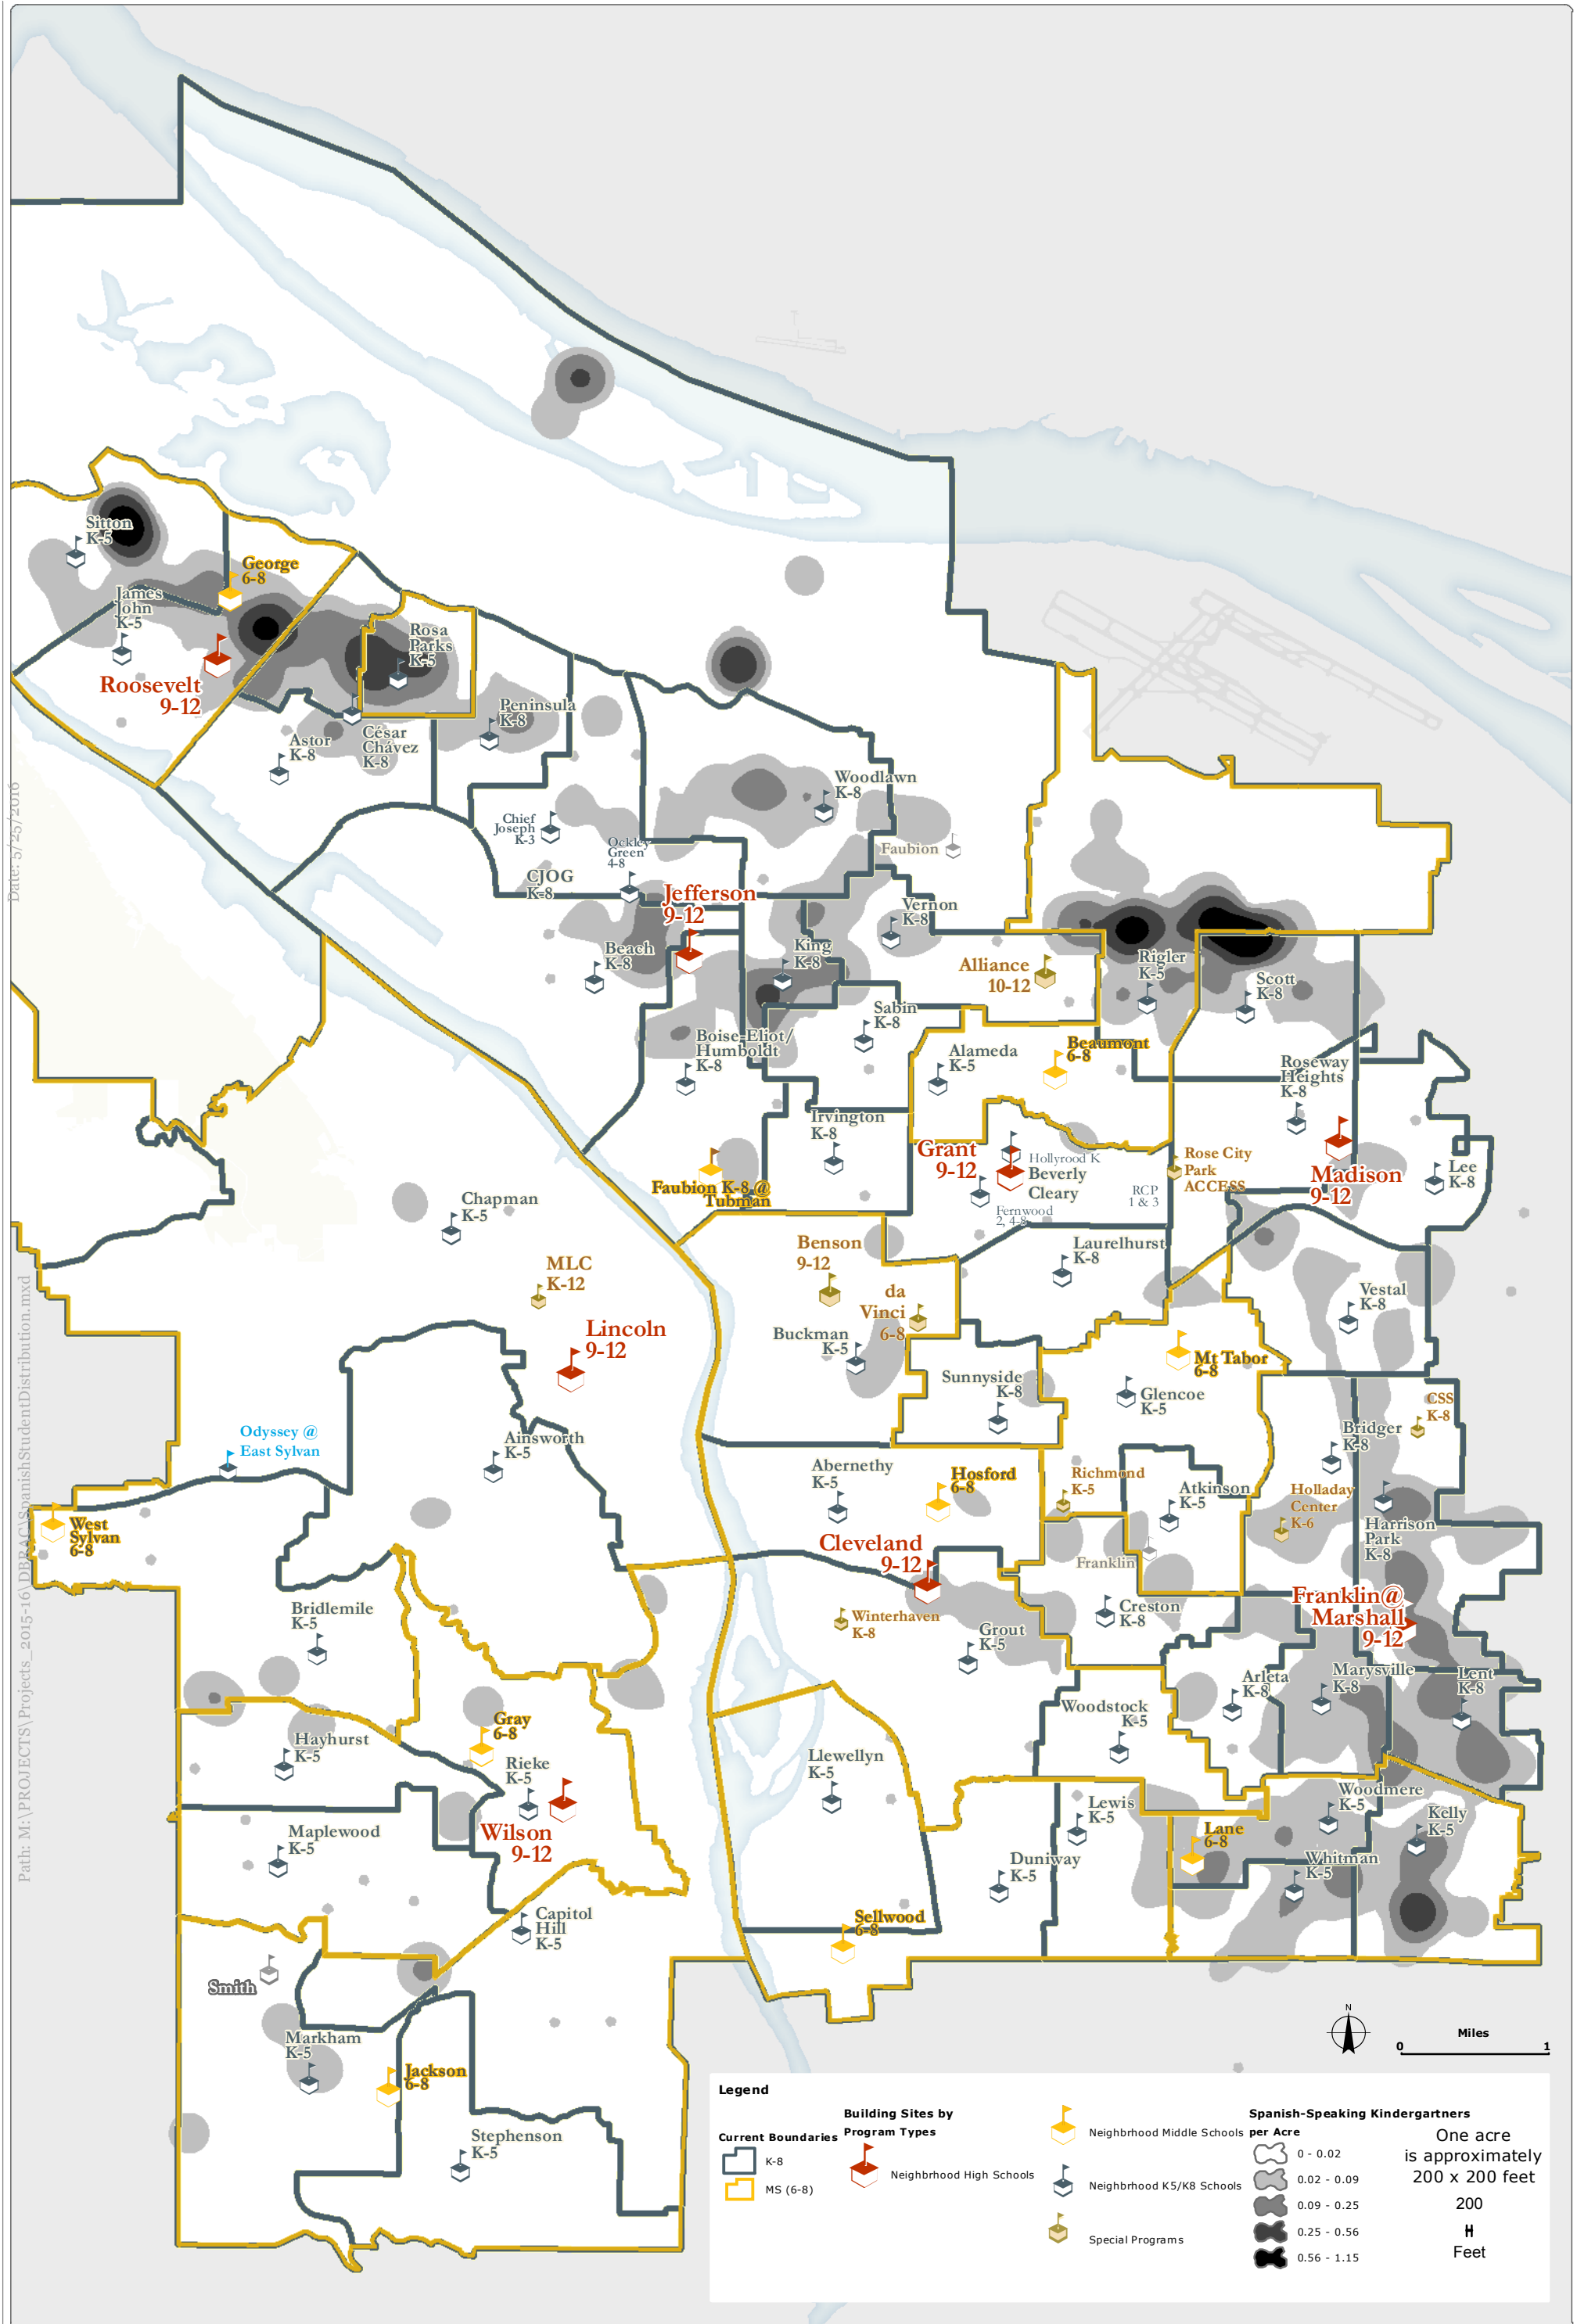 Sitton
K-5
George
6-8
James
John
K-5
Rosa
Parks
K-5
Roosevelt
9-12
Peninsula
K-8
César
Chávez
K-8
Astor
K-8
Date: 5/25/2016
Woodlawn
K-8
Chief
Joseph
K-3
Ockley
Green
4-8
Faubion
CJOG
K-8
Jefferson
9-12
Vernon
K-8
Beach
K-8
King
K-8
Alliance
10-12
Rigler
K-5
Scott
K-8
Sabin
K-8
Boise-Eliot/
Humboldt
K-8
Alameda
K-5
Beaumont
6-8
Roseway
Heights
K-8
Irvington
K-8
Grant
9-12
Hollyrood K
Beverly
Cleary
Fernwood
2, 4-8
RCP
1 & 3
Rose City
Park
ACCESS
Madison
9-12
Lee
K-8
Faubion K-8 @
Tubman
Chapman
K-5
MLC
K-12
Benson
9-12
Laurelhurst
K-8
da
Vinci
6-8
Vestal
K-8
Lincoln
9-12
Buckman
K-5
Mt Tabor
6-8
Sunnyside
K-8
Glencoe
K-5
CSS
K-8
Odyssey @
East Sylvan
Ainsworth
K-5
Bridger
K-8
Abernethy
K-5
Hosford
6-8
Richmond
K-5
Atkinson
K-5
Holladay
Center
K-6
West
Sylvan
6-8
Harrison
Park
K-8
Cleveland
9-12
Franklin
Franklin@
Marshall
9-12
Bridlemile
K-5
Winterhaven
K-8
Creston
K-8
Grout
K-5
Arleta
K-8
Marysville
K-8
Lent
K-8
Path: M:\PROJECTS\Projects_2015-16\DBRAC\SpanishStudentDistribution.mxd
Woodstock
K-5
Gray
6-8
Hayhurst
K-5
Rieke
K-5
Llewellyn
K-5
Woodmere
K-5
Lewis
K-5
Kelly
K-5
Wilson
9-12
Maplewood
K-5
Lane
6-8
Duniway
K-5
Whitman
K-5
Capitol
Hill
K-5
Sellwood
6-8
Smith
Markham
K-5
Jackson
6-8
Stephenson
K-5
N
Miles
0 1
Legend
Current Boundaries
K-8
MS (6-8)
Building Sites by
Program Types
Neighbrhood High Schools
Neighbrhood Middle Schools
Neighbrhood K5/K8 Schools
Special Programs
Spanish-Speaking Kindergartners
per Acre
0 - 0.02
0.02 - 0.09
0.09 - 0.25
0.25 - 0.56
0.56 - 1.15
One acre
is approximately
200 x 200 feet
200
Feet